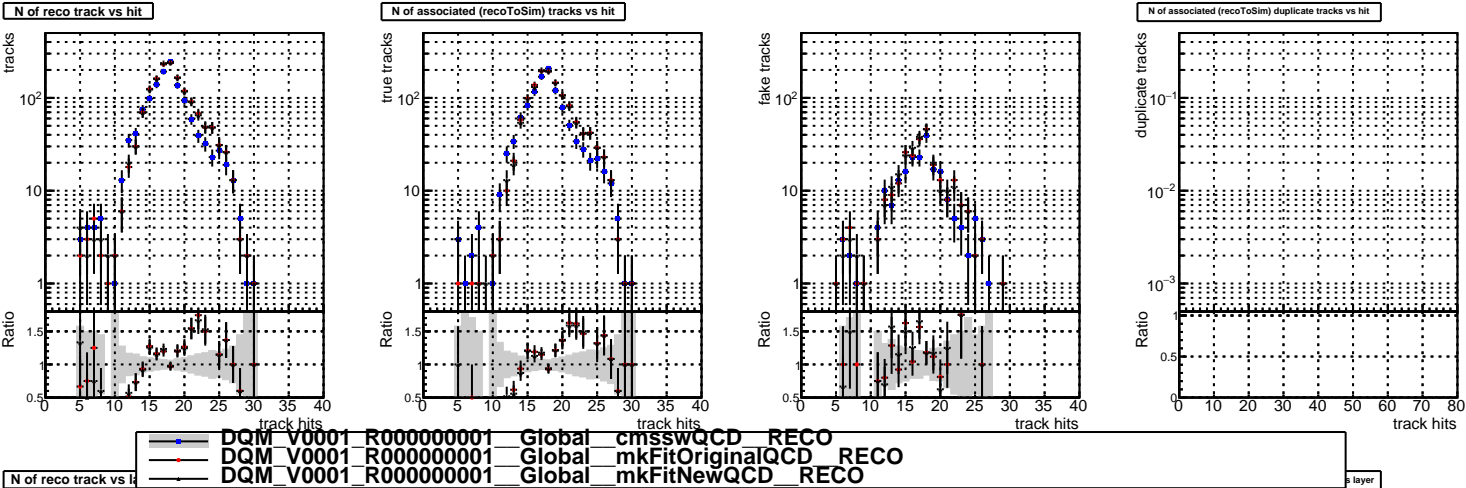 N of reco track vs hit
N of associated (recoToSim) tracks vs hit
N of associated (recoToSim) duplicate tracks vs hit
tracks
10²
10
1
Ratio
1.5
1
0.5
0 5 10 15 20 25 30 35 40
track hits
true tracks
10²
10
1
Ratio
1.5
1
0.5
0 5 10 15 20 25 30 35 40
track hits
fake tracks
10²
10
1
Ratio
1.5
1
0.5
0 5 10 15 20 25 30 35 40
track hits
duplicate tracks
10⁻¹
10⁻²
10⁻³
Ratio
1
0.5
0
0 10 20 30 40 50 60 70 80
track hits
DQM_V0001_R000000001__Global__cmsswQCD__RECO
DQM_V0001_R000000001__Global__mkFitOriginalQCD__RECO
DQM_V0001_R000000001__Global__mkFitNewQCD__RECO
N of reco track vs la
s layer